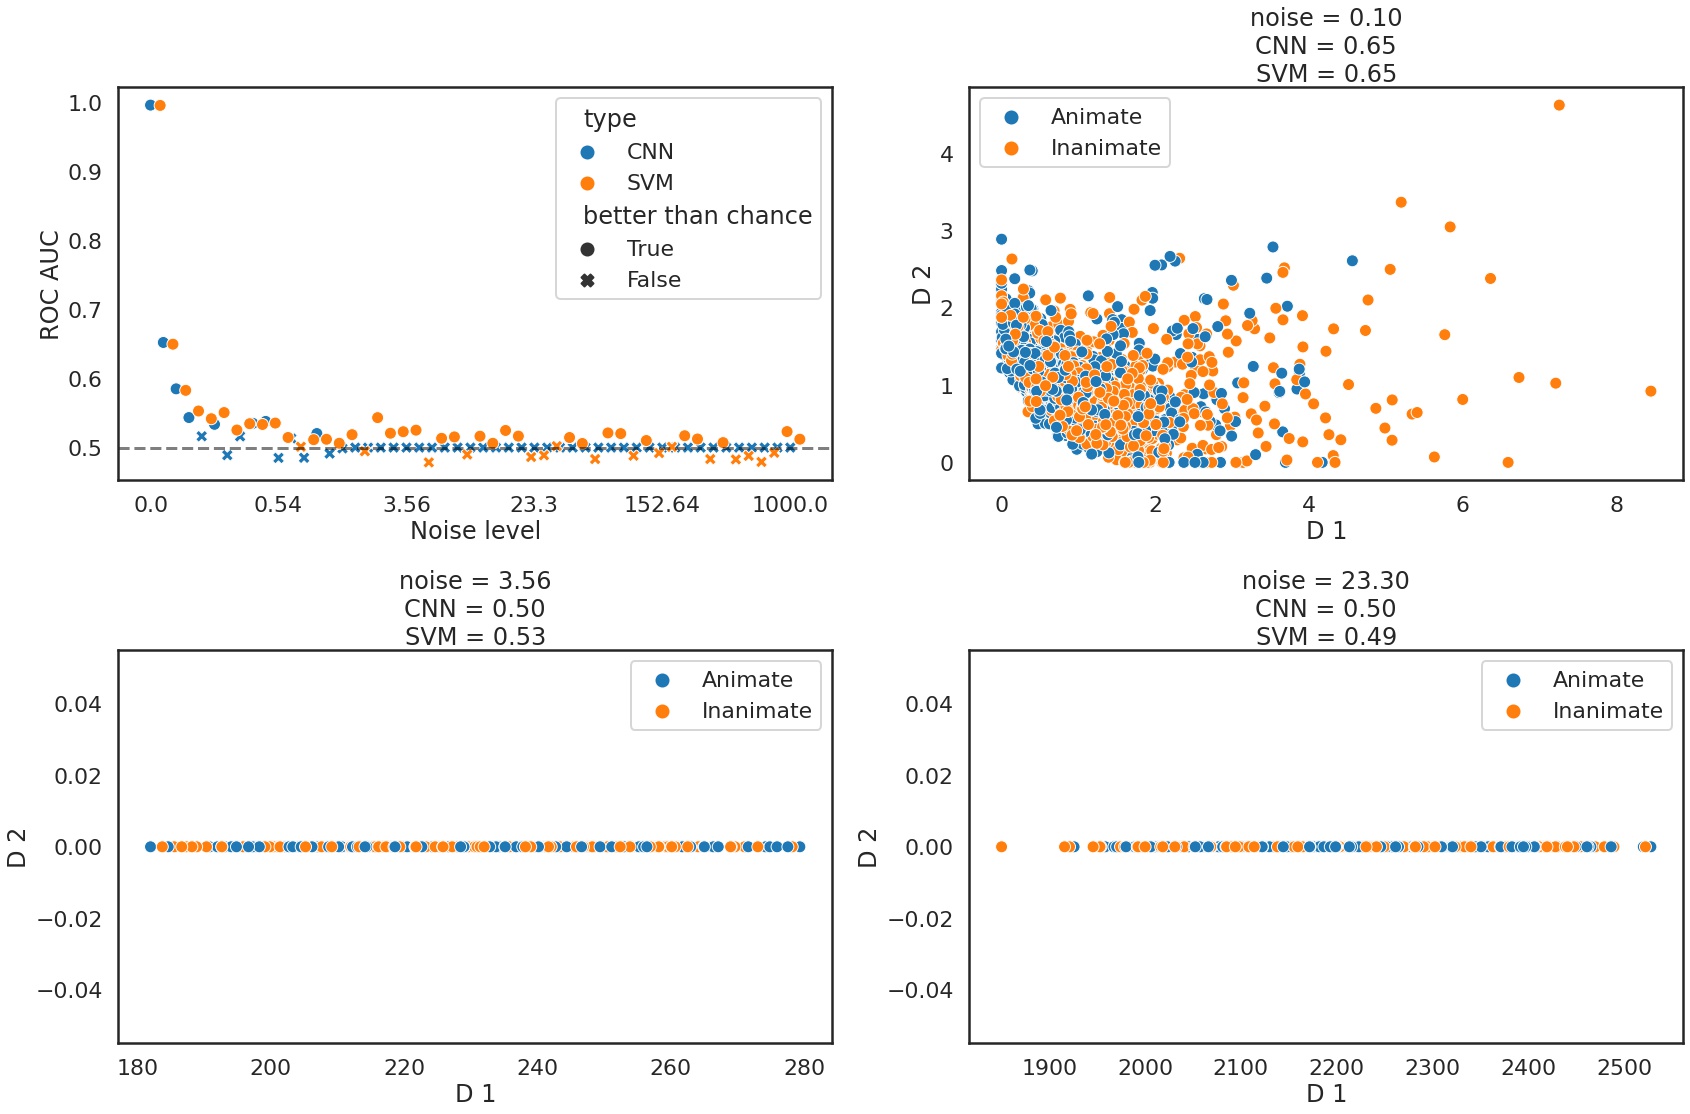 1.0
0.9
0.8
0.7
0.6
0.5
ROC AUC
type
CNN
SVM
better than chance
True
False
0.0 0.54 3.56 23.3 152.64 1000.0
Noise level
noise = 0.10
CNN = 0.65
SVM = 0.65
Animate
Inanimate
4
3
2
1
0
D 2
0 2 4 6 8
D 1
noise = 3.56
CNN = 0.50
SVM = 0.53
Animate
Inanimate
0.04
0.02
0.00
−0.02
−0.04
D 2
180 200 220 240 260 280
D 1
noise = 23.30
CNN = 0.50
SVM = 0.49
Animate
Inanimate
0.04
0.02
0.00
−0.02
−0.04
D 2
1900 2000 2100 2200 2300 2400 2500
D 1